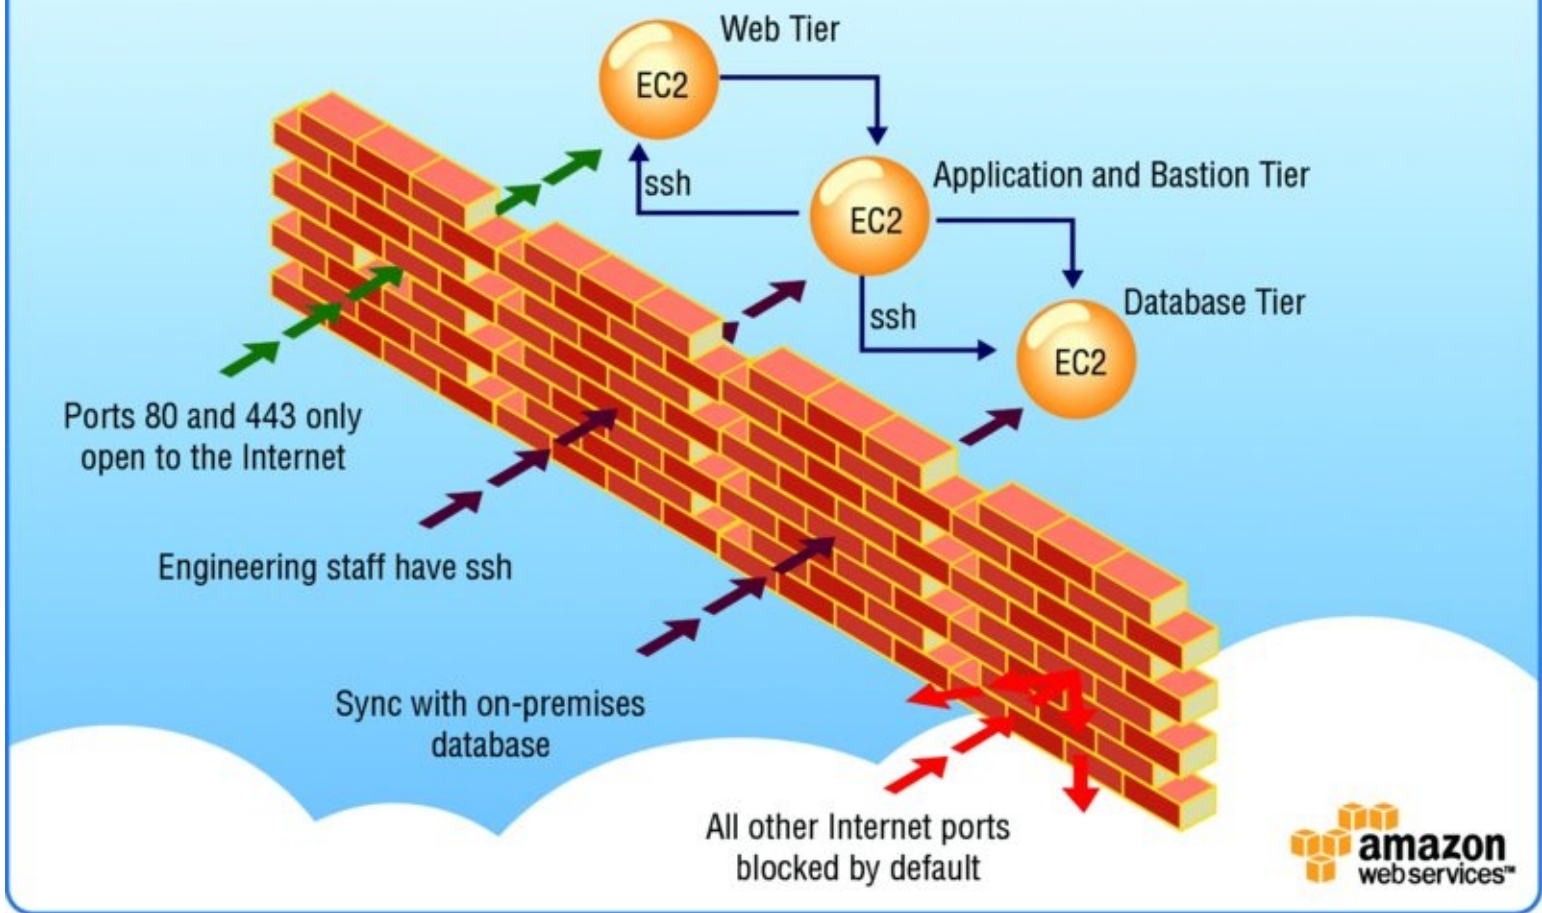 Web Tier
EC2
ssh
Application and Bastion Tier
EC2
ssh
Database Tier
EC2
Ports 80 and 443 only
open to the Internet
Engineering staff have ssh
Sync with on-premises
database
All other Internet ports
blocked by default
amazon
webservices™